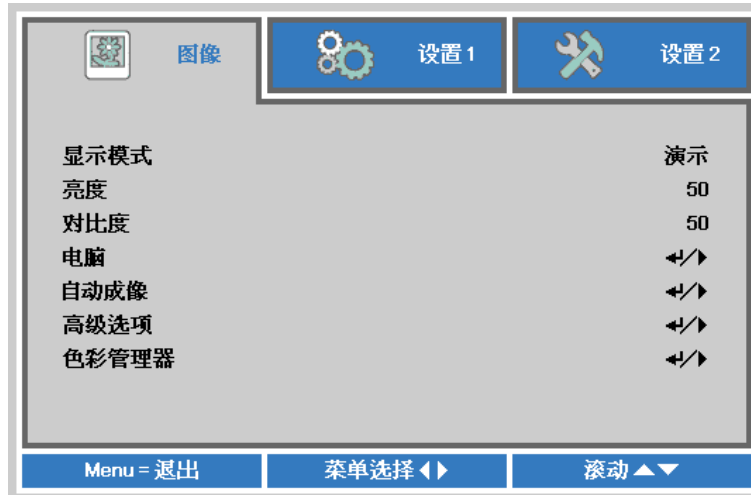 图像 设置1 设置2
显示模式 演示
亮度 50
对比度 50
电脑 ↵/▶
自动成像 ↵/▶
高级选项 ↵/▶
色彩管理器 ↵/▶
Menu = 退出 菜单选择◀▶ 滚动▲▼